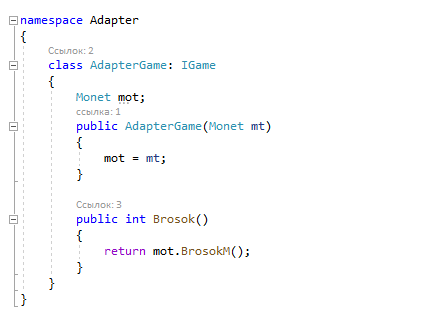 namespace Adapter
{
Ссылок: 2
class AdapterGame: IGame
{
Monet mot;
ссылка: 1
public AdapterGame(Monet mt)
{
mot = mt;
}
Ссылок: 3
public int Brosok()
{
return mot.BroskM();
}
}
}